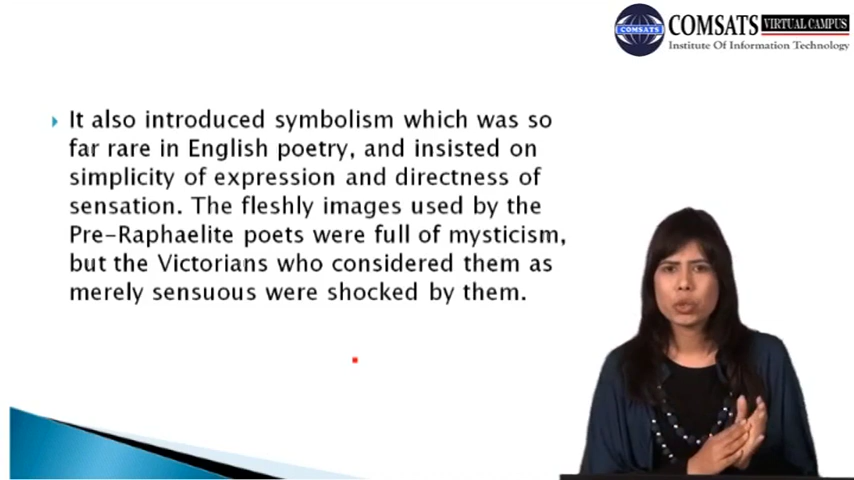 COMSATS VIRTUAL CAMPUS
Institute Of Information Technology
COMSATS
It also introduced symbolism which was so
far rare in English poetry, and insisted on
simplicity of expression and directness of
sensation. The fleshly images used by the
Pre-Raphaelite poets were full of mysticism,
but the Victorians who considered them as
merely sensuous were shocked by them.